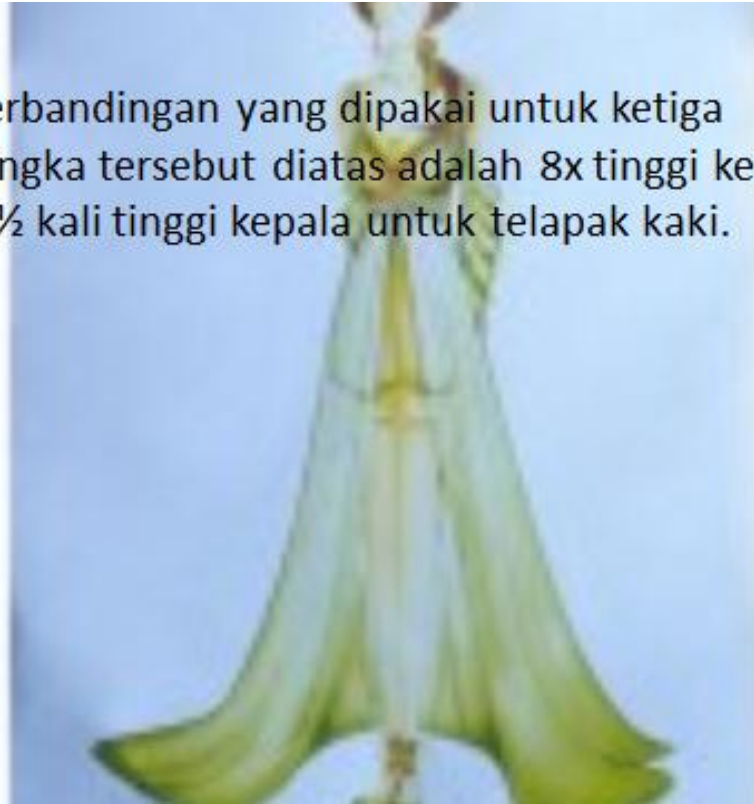 erbandingan yang dipakai untuk ketiga
ngka tersebut diatas adalah 8x tinggi ke
½ kali tinggi kepala untuk telapak kaki.